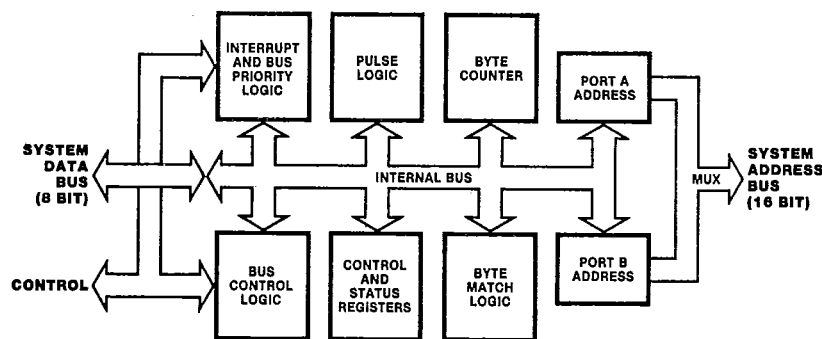 INTERRUPT
AND BUS
PRIORITY
LOGIC
PULSE
LOGIC
BYTE
COUNTER
PORT A
ADDRESS
SYSTEM
DATA
BUS
(8 BIT)
INTERNAL BUS
MUX
SYSTEM
ADDRESS
BUS
(16 BIT)
CONTROL
BUS
CONTROL
LOGIC
CONTROL
AND
STATUS
REGISTERS
BYTE
MATCH
LOGIC
PORT B
ADDRESS